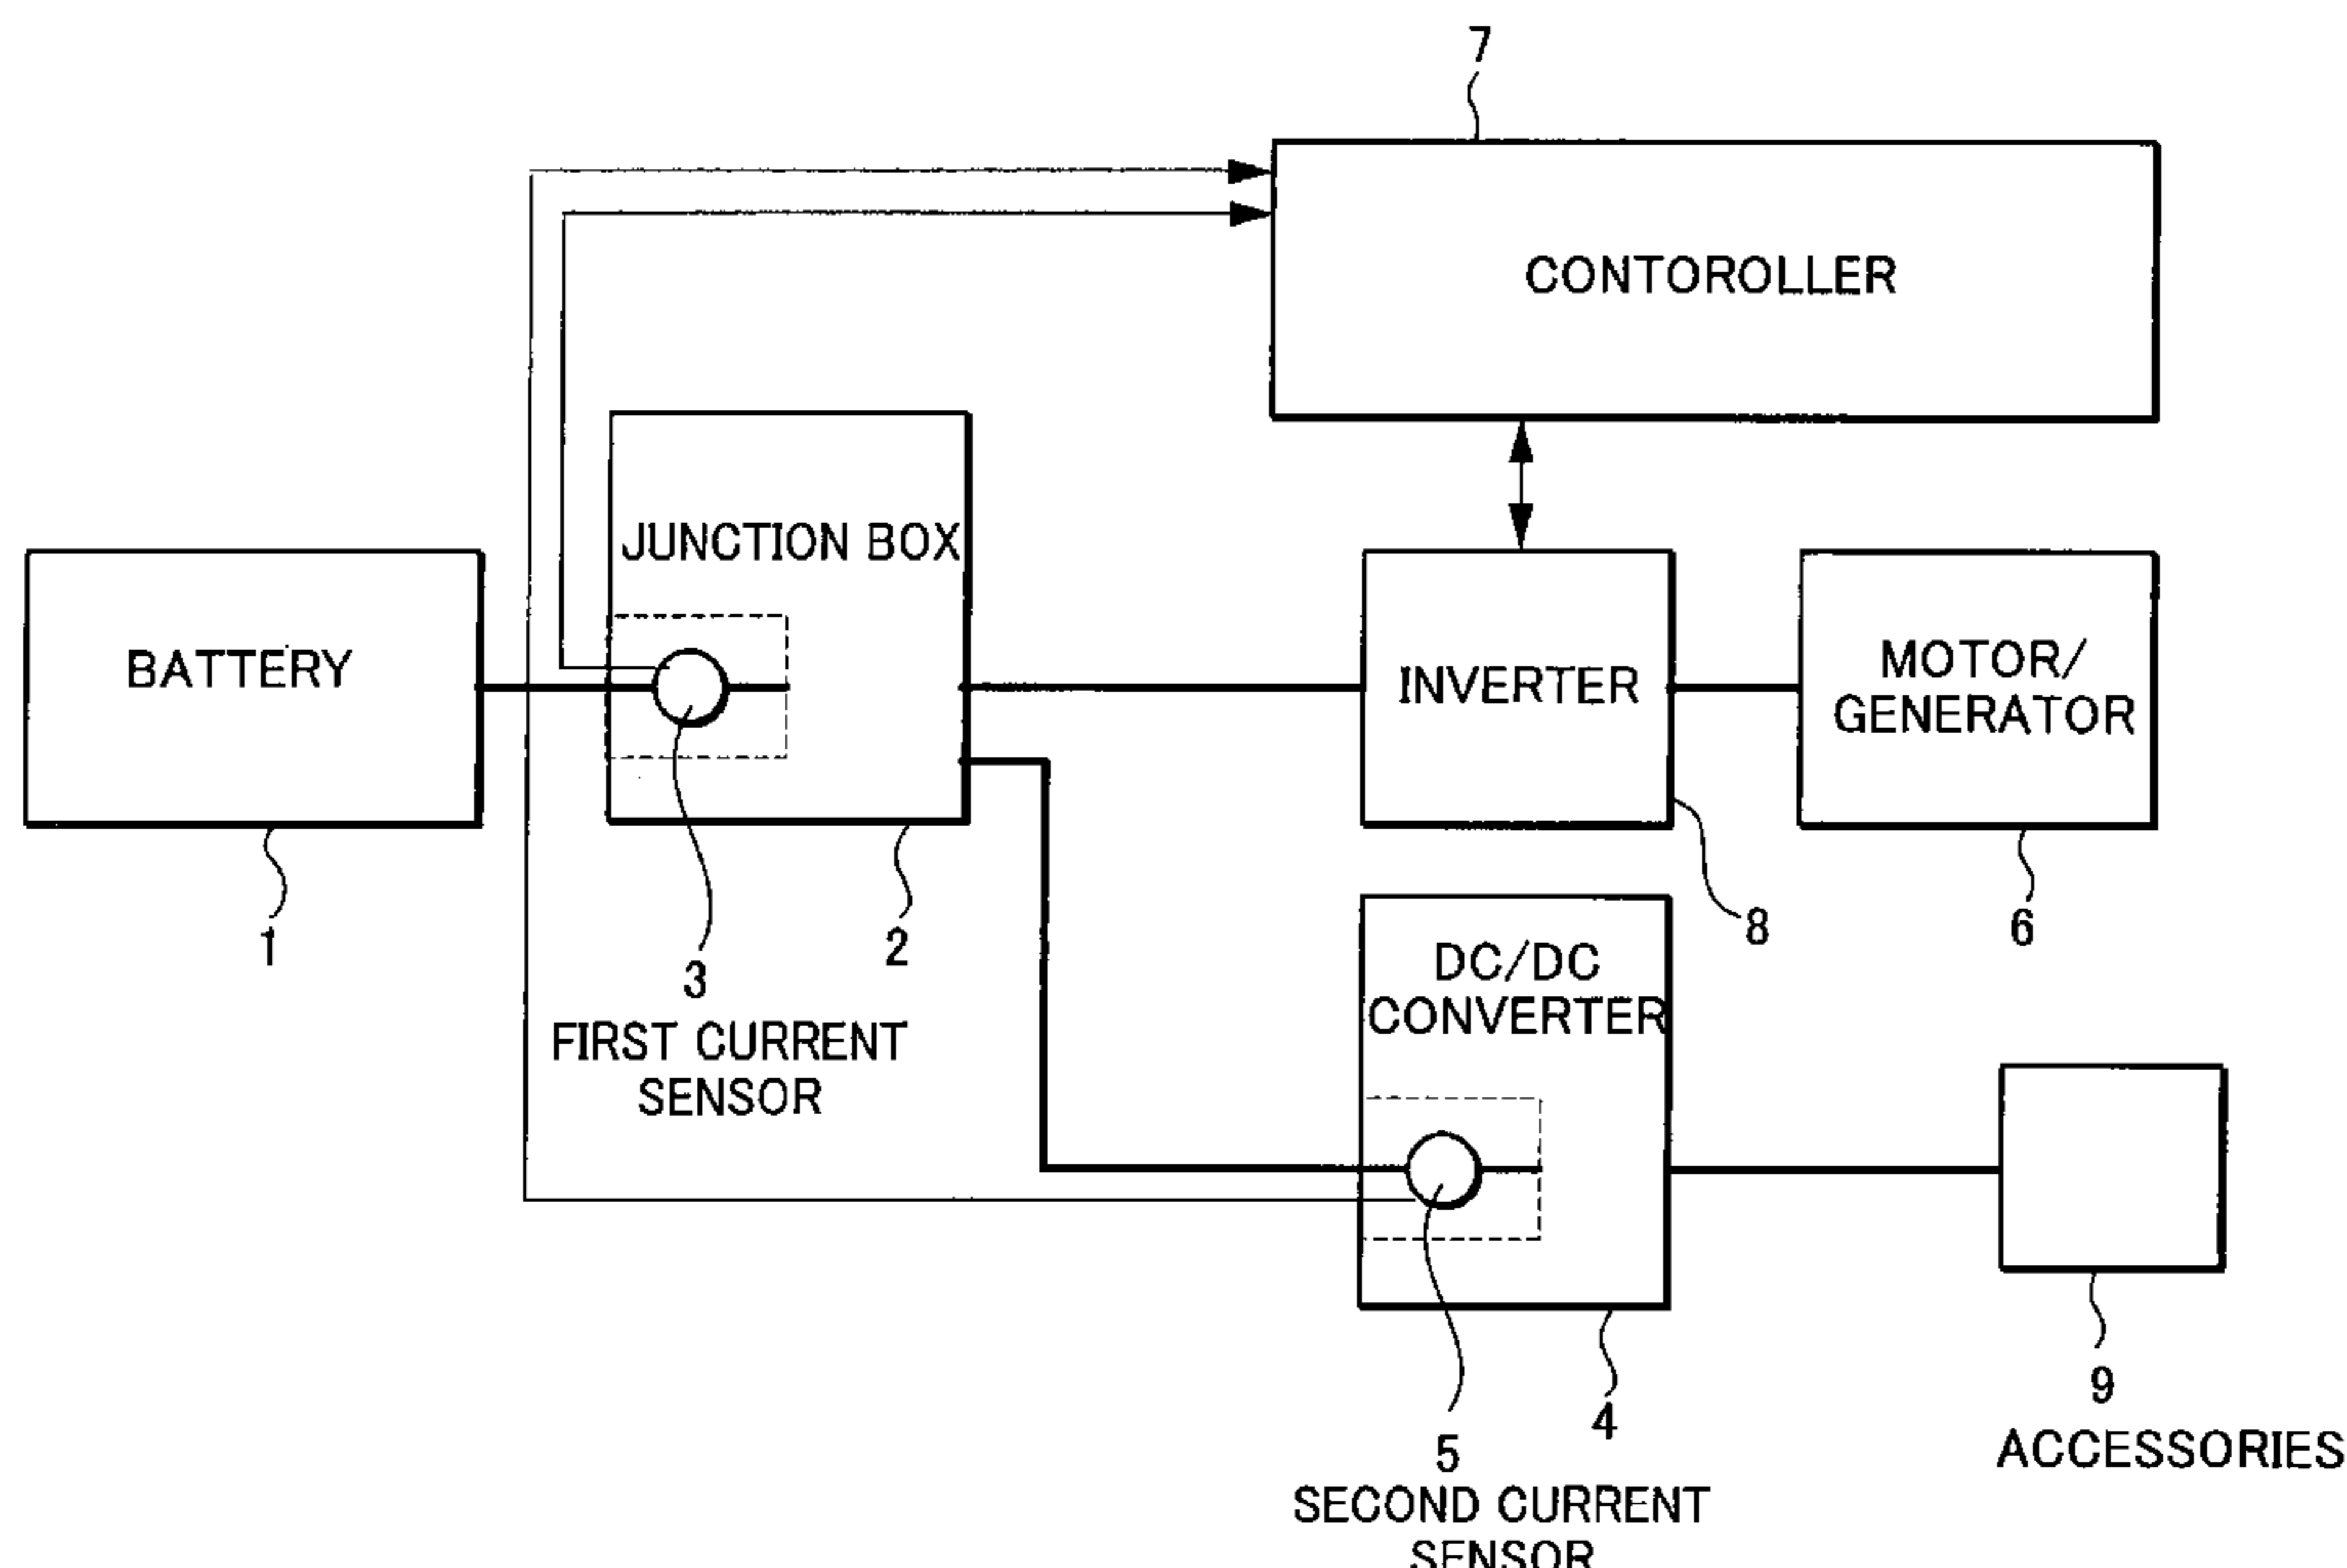 7
CONTOROLLER
JUNCTION BOX
BATTERY
INVERTER
MOTOR/
GENERATOR
1
2
3
FIRST CURRENT
SENSOR
8
6
DC/DC
CONVERTER
4
5
SECOND CURRENT
SENSOR
9
ACCESSORIES